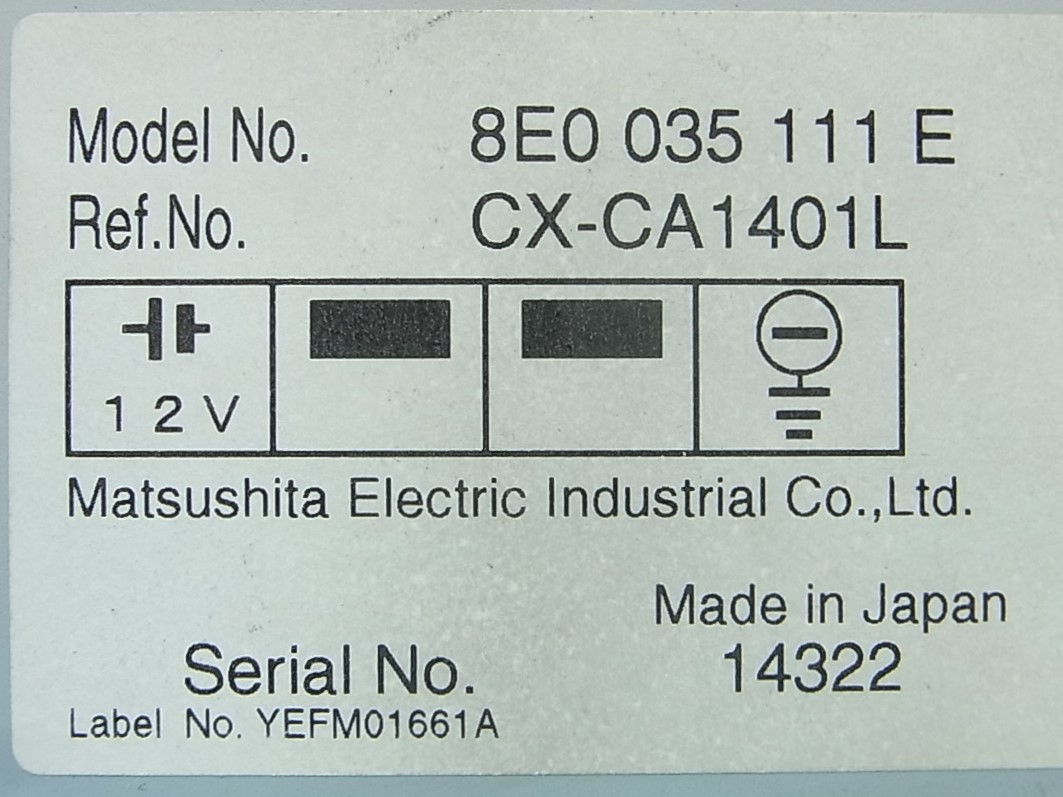 Model No. 8E0 035 111 E
Ref.No. CX-CA1401L
12V
Matsushita Electric Industrial Co.,Ltd.
Made in Japan
Serial No. 14322
Label No. YEFM01661A